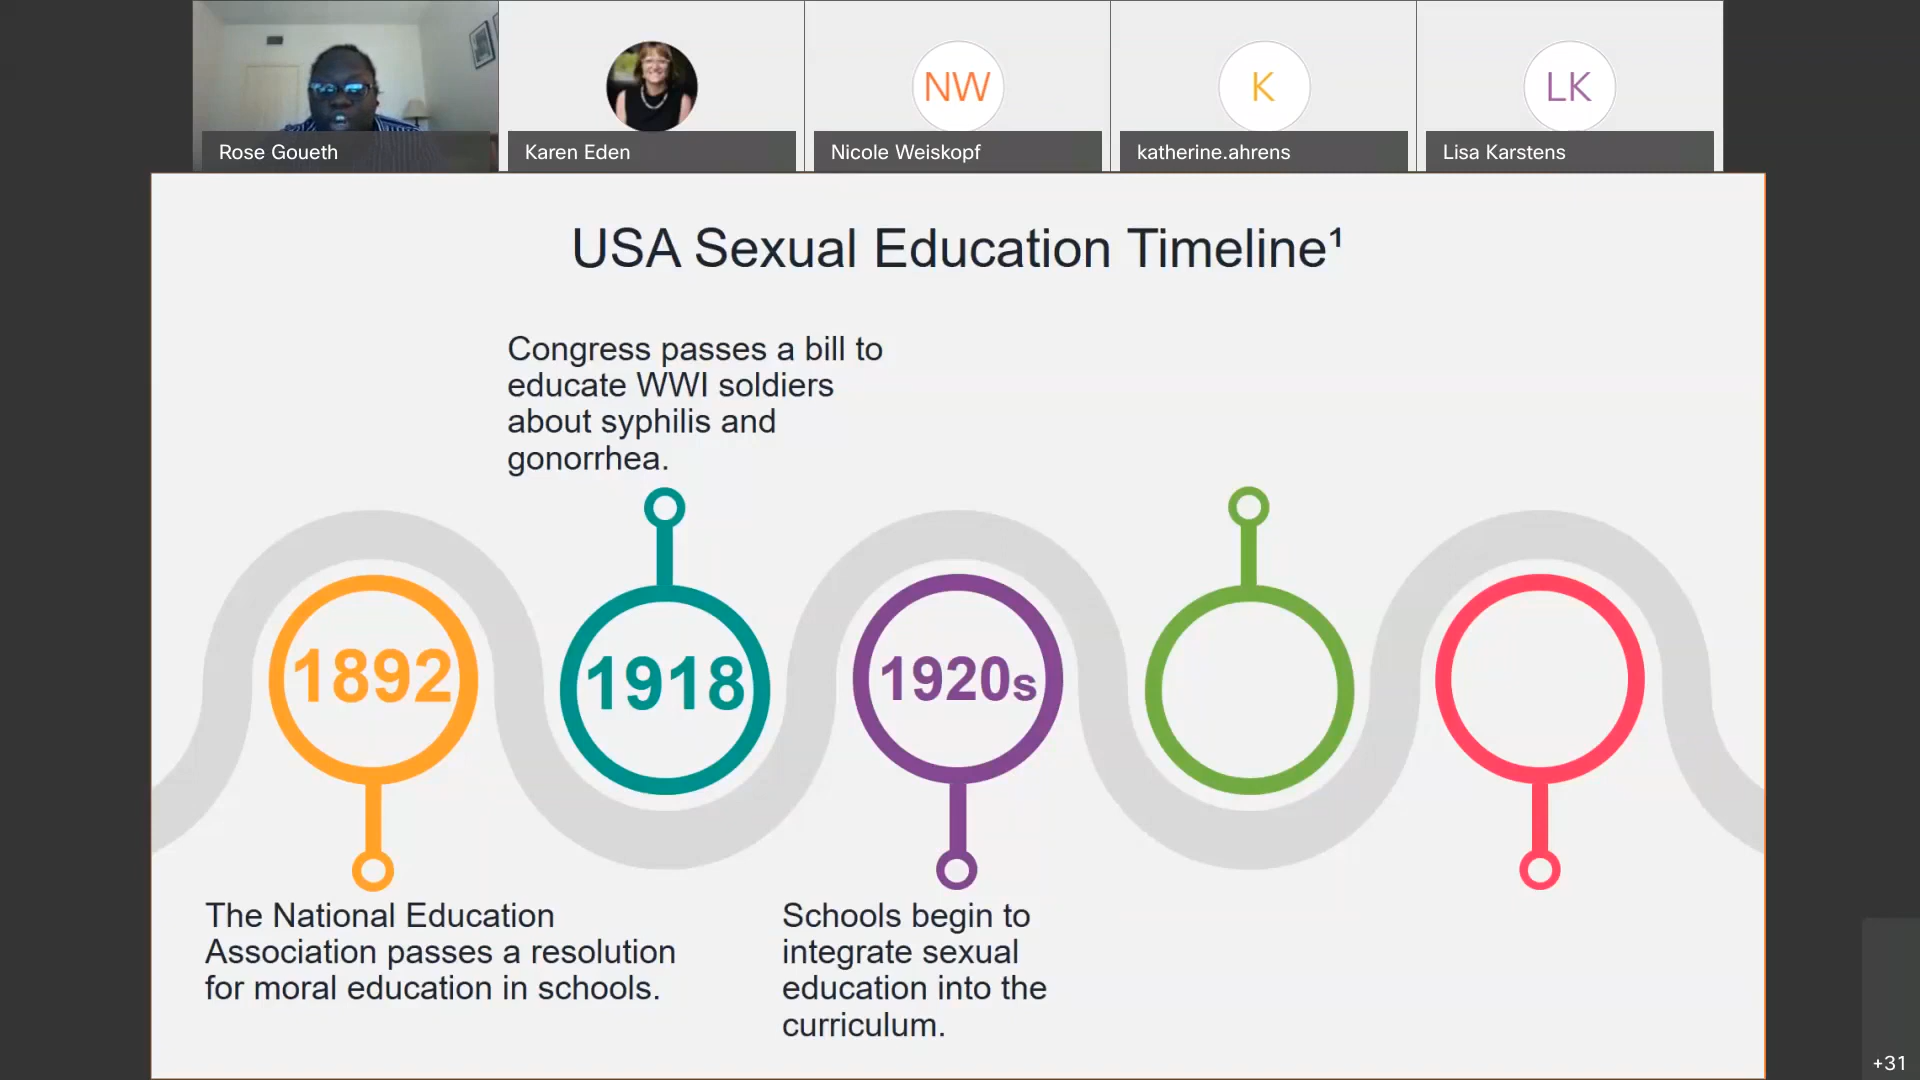 NW
K
LK
Rose Goueth
Karen Eden
Nicole Weiskopf
katherine.ahrens
Lisa Karstens
USA Sexual Education Timeline¹
Congress passes a bill to
educate WWI soldiers
about syphilis and
gonorrhea.
1892
1918
1920s
The National Education
Association passes a resolution
for moral education in schools.
Schools begin to
integrate sexual
education into the
curriculum.
+31